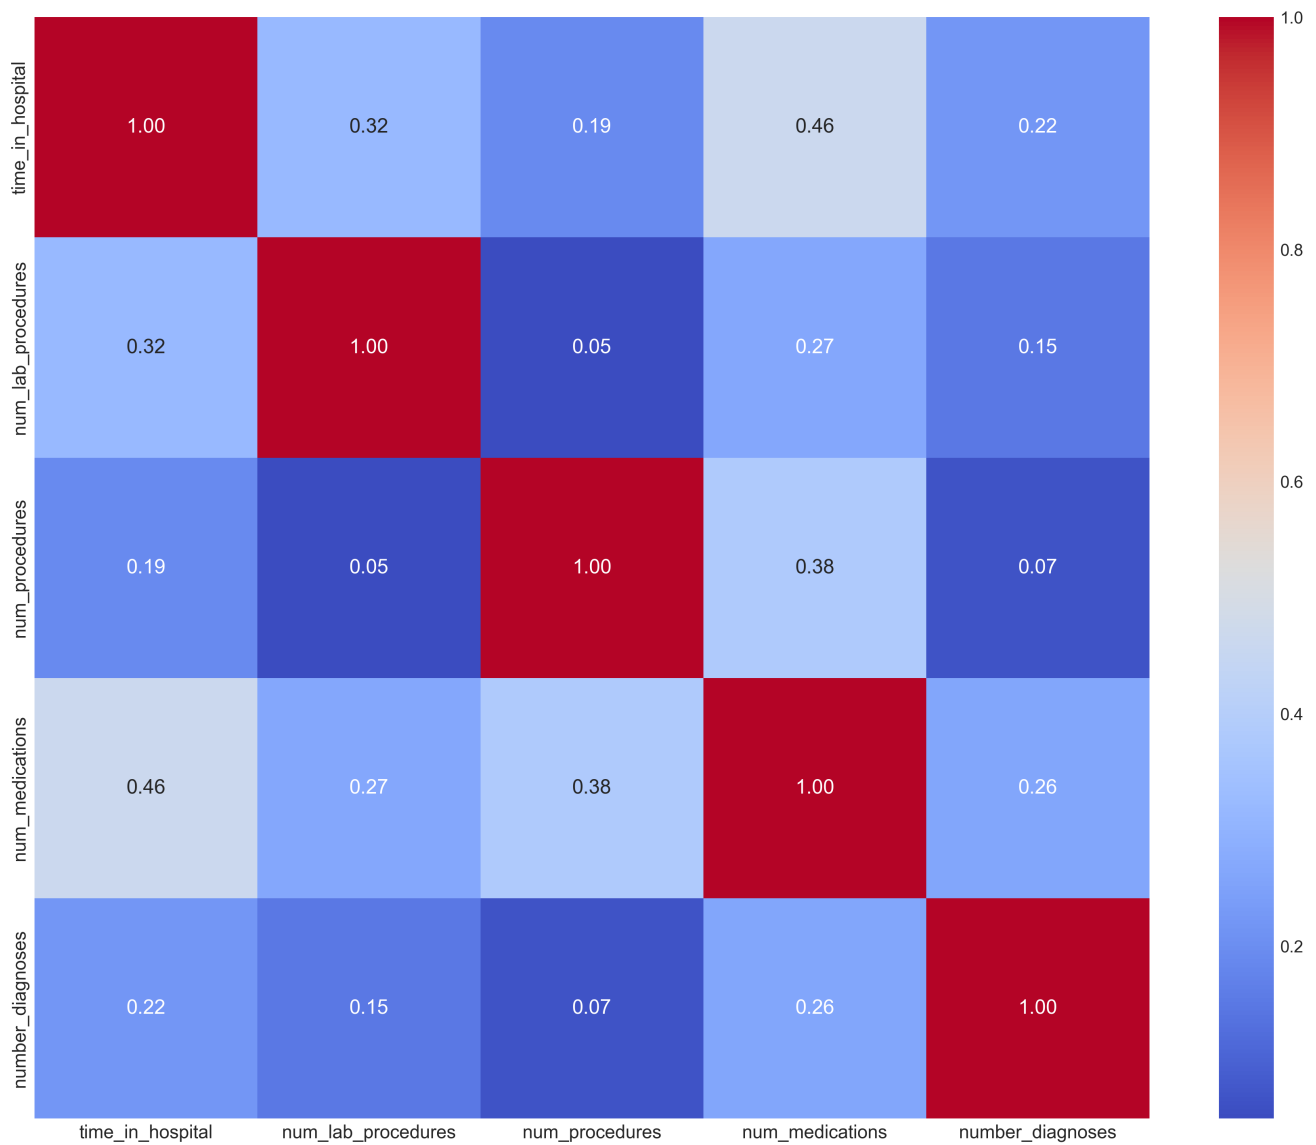 time_in_hospital
1.00 0.32 0.19 0.46 0.22
num_lab_procedures
0.32 1.00 0.05 0.27 0.15
num_procedures
0.19 0.05 1.00 0.38 0.07
num_medications
0.46 0.27 0.38 1.00 0.26
number_diagnoses
0.22 0.15 0.07 0.26 1.00
time_in_hospital num_lab_procedures num_procedures num_medications number_diagnoses
1.0
0.8
0.6
0.4
0.2